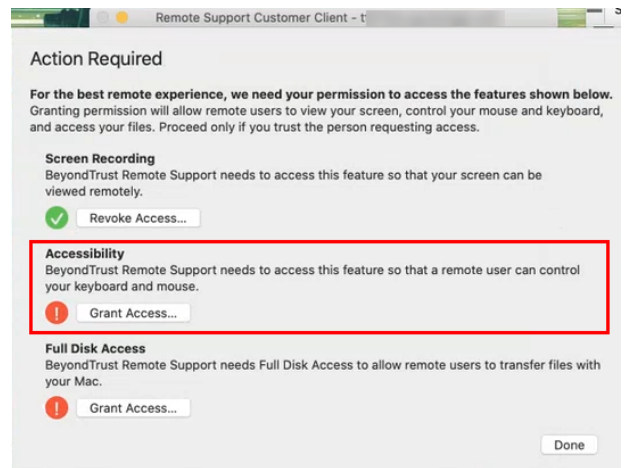 Remote Support Customer Client - t
Action Required
For the best remote experience, we need your permission to access the features shown below.
Granting permission will allow remote users to view your screen, control your mouse and keyboard,
and access your files. Proceed only if you trust the person requesting access.
Screen Recording
BeyondTrust Remote Support needs to access this feature so that your screen can be
viewed remotely.
Revoke Access...
Accessibility
BeyondTrust Remote Support needs to access this feature so that a remote user can control
your keyboard and mouse.
! Grant Access...
Full Disk Access
BeyondTrust Remote Support needs Full Disk Access to allow remote users to transfer files with
your Mac.
! Grant Access...
Done